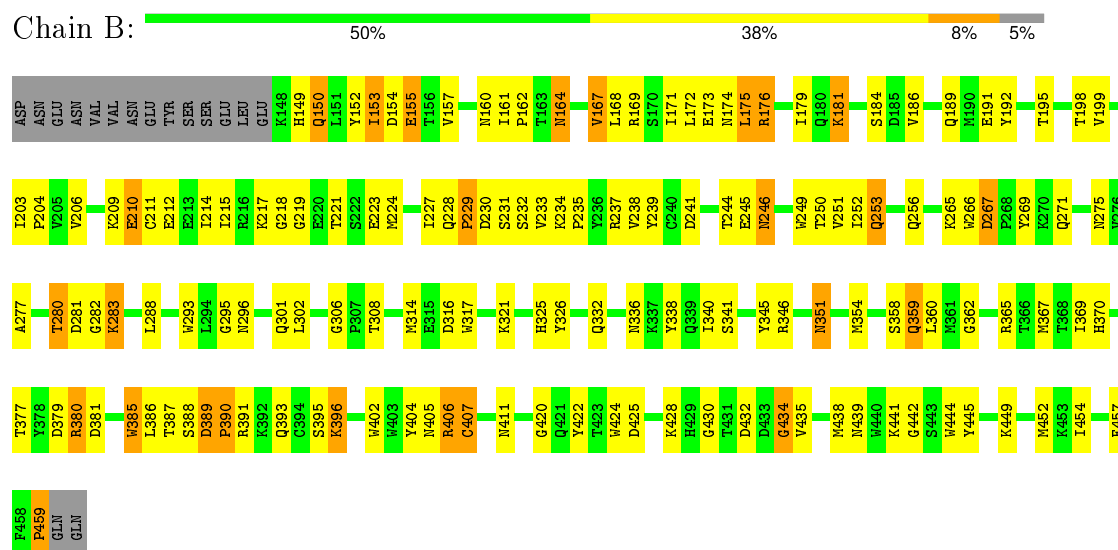 Chain B:
50% 38% 8% 5%
ASP ASN GLU ASN VAL VAL ASN GLU TYR SER SER GLU LEU GLU K148 H149 Q150 L151 Y152 I153 D154 E155 T156 V157 N160 I161 P162 T163 N164 V167 L168 R169 S170 I171 L172 E173 N174 L175 R176 I179 Q180 K181 S184 D185 V186 Q189 M190 E191 Y192 T195 T198 V199
I203 P204 V205 V206 K209 E210 C211 E212 E213 I214 I215 R216 K217 G218 G219 E220 T221 S222 E223 M224 I227 Q228 P229 D230 S231 S232 V233 K234 P235 Y236 R237 V238 Y239 C240 D241 T244 E245 N246 W249 T250 V251 I252 Q253 Q256 K265 W266 D267 P268 Y269 K270 Q271 N275 V276
A277 T280 D281 G282 K283 L288 W293 L294 G295 N296 Q301 L302 G306 P307 T308 M314 E315 D316 W317 K321 H325 Y326 Q332 N336 K337 Y338 Q339 I340 S341 Y345 R346 N351 M354 S358 Q359 L360 M361 G362 R365 T366 M367 T368 I369 H370
T377 Y378 D379 R380 D381 W385 L386 T387 S388 D389 P390 R391 K392 Q393 C394 S395 K396 W402 W403 Y404 N405 R406 C407 N411 G420 Q421 Y422 T423 W424 D425 K428 H429 G430 T431 D432 D433 G434 V435 M438 N439 W440 K441 G442 S443 W444 Y445 K449 M452 K453 I454 F457
F458 P459 GLN GLN